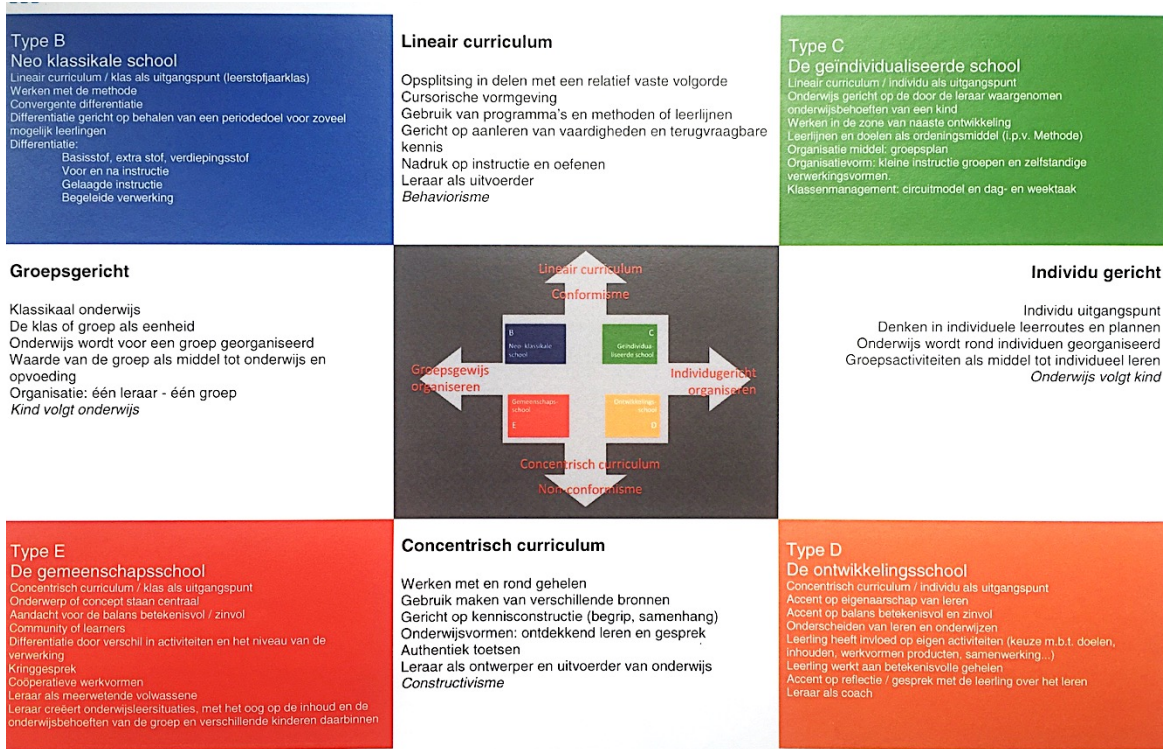 Type B
Neo klassikale school
Lineair curriculum / klas als uitgangspunt (leerstofjaarklas)
Werken met de methode
Convergente differentiatie
Differentiatie gericht op behalen van een periodedoel voor zoveel
mogelijk leerlingen
Differentiatie:
Basisstof, extra stof, verdiepingsstof
Voor en na instructie
Gelaagde instructie
Begeleide verwerking
Lineair curriculum
Opsplitsing in delen met een relatief vaste volgorde
Cursorische vormgeving
Gebruik van programma's en methoden of leerlijnen
Gericht op aanleren van vaardigheden en terugvraagbare
kennis
Nadruk op instructie en oefenen
Leraar als uitvoerder
Behaviorisme
Type C
De geïndividualiseerde school
Lineair curriculum / individu als uitgangspunt
Onderwijs gericht op de door de leraar waargenomen
onderwijsbehoeften van een kind
Werken in de zone van naaste ontwikkeling
Leerlijnen en doelen als ordeningsmiddel (i.p.v. Methode)
Organisatie middel: groepsplan
Organisatievorm: kleine instructie groepen en zelfstandige
verwerkingsvormen.
Klassenmanagement: circuitmodel en dag- en weektaak
Groepsgericht
Klassikaal onderwijs
De klas of groep als eenheid
Onderwijs wordt voor een groep georganiseerd
Waarde van de groep als middel tot onderwijs en
opvoeding
Organisatie: één leraar - één groep
Kind volgt onderwijs
Lineair curriculum
Conformisme
B
Neo- klassikale
school
C
Geïndividua-
liseerde school
Groepsgewijs
organiseren
Individugericht
organiseren
Gemeenschaps-
school
E
Ontwikkelings-
school
D
Concentrisch curriculum
Non-conformisme
Individu gericht
Individu uitgangspunt
Denken in individuele leerroutes en plannen
Onderwijs wordt rond individuen georganiseerd
Groepsactiviteiten als middel tot individueel leren
Onderwijs volgt kind
Type E
De gemeenschapsschool
Concentrisch curriculum / klas als uitgangspunt
Onderwerp of concept staan centraal
Aandacht voor de balans betekenisvol / zinvol
Community of learners
Differentiatie door verschil in activiteiten en het niveau van de
verwerking
Kringgesprek
Coöperatieve werkvormen
Leraar als meerwetende volwassene
Leraar creëert onderwijsleersituaties, met het oog op de inhoud en de
onderwijsbehoeften van de groep en verschillende kinderen daarbinnen
Concentrisch curriculum
Werken met en rond gehelen
Gebruik maken van verschillende bronnen
Gericht op kennisconstructie (begrip, samenhang)
Onderwijsvormen: ontdekkend leren en gesprek
Authentiek toetsen
Leraar als ontwerper en uitvoerder van onderwijs
Constructivisme
Type D
De ontwikkelingsschool
Concentrisch curriculum / individu als uitgangspunt
Accent op eigenaarschap van leren
Accent op balans betekenisvol en zinvol
Onderscheiden van leren en onderwijzen
Leerling heeft invloed op eigen activiteiten (keuze m.b.t. doelen,
inhouden, werkvormen producten, samenwerking...)
Leerling werkt aan betekenisvolle gehelen
Accent op reflectie / gesprek met de leerling over het leren
Leraar als coach